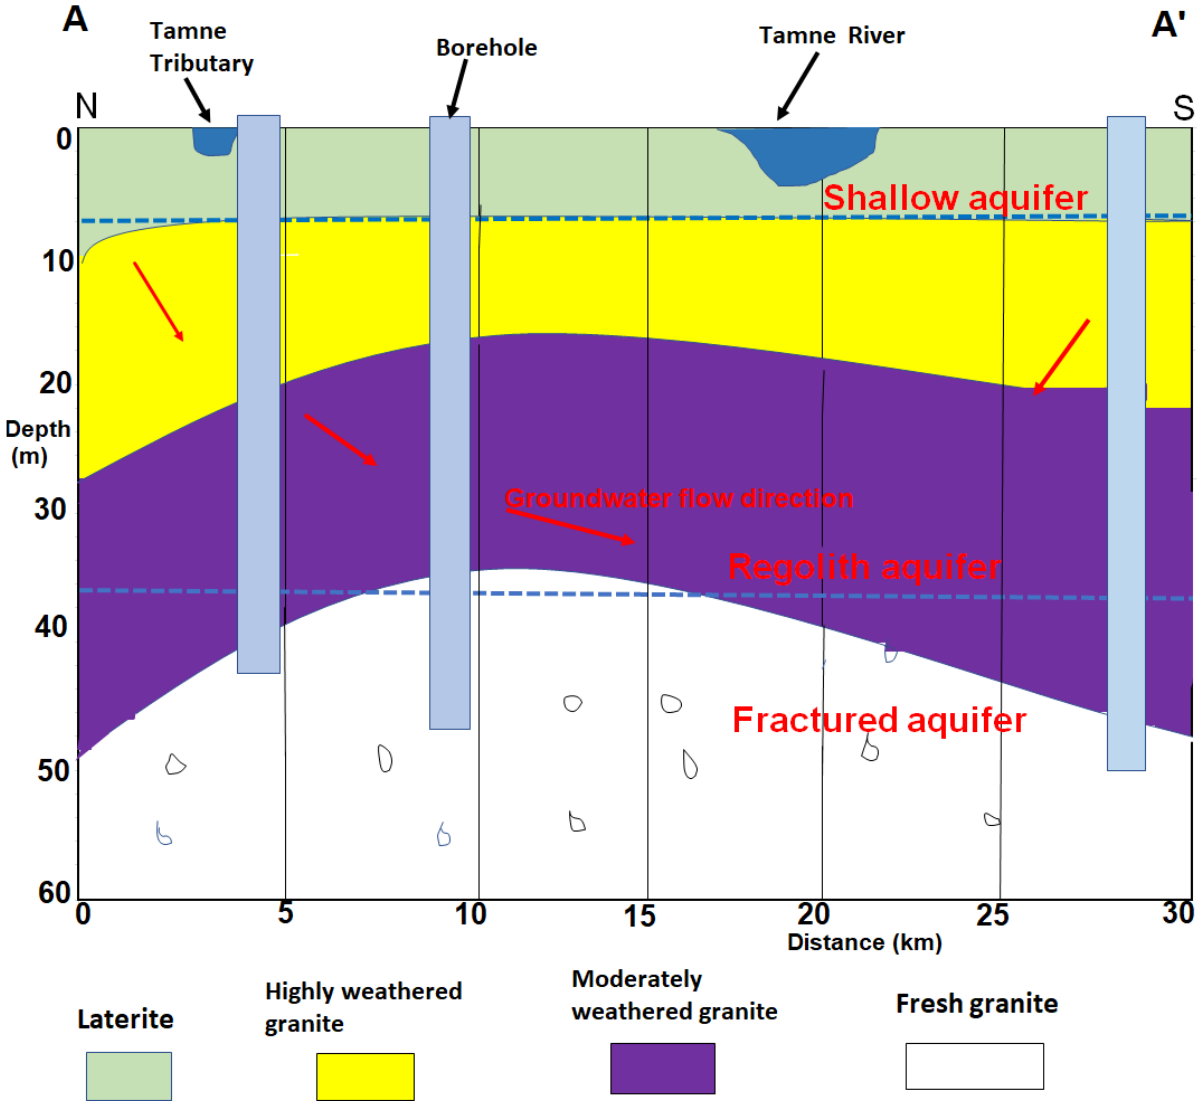 A
A'
Tamne
Tributary
Borehole
Tamne River
N
S
0
Shallow aquifer
10
20
Depth
(m)
30
Groundwater flow direction
Regolith aquifer
40
Fractured aquifer
50
60
0
5
10
15
20
25
30
Distance (km)
Laterite
Highly weathered
granite
Moderately
weathered granite
Fresh granite